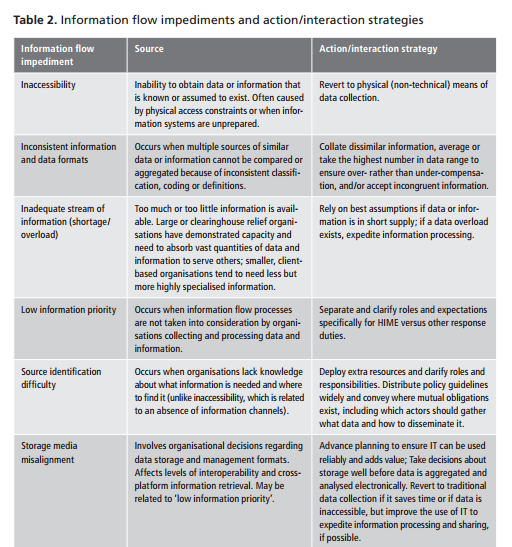 Table 2. Information flow impediments and action/interaction strategies
Information flow
impediment
Source
Action/interaction strategy
Inaccessibility
Inability to obtain data or information that
is known or assumed to exist. Often caused
by physical access constraints or when infor-
mation systems are unprepared.
Revert to physical (non-technical) means of
data collection.
Inconsistent information
and data formats
Occurs when multiple sources of similar
data or information cannot be compared or
aggregated because of inconsistent classifi-
cation, coding or definitions.
Collate dissimilar information, average or
take the highest number in data range to
ensure over- rather than under-compensa-
tion, and/or accept incongruent information.
Inadequate stream of
information (shortage/
overload)
Too much or too little information is avail-
able. Large or clearinghouse relief organi-
sations have demonstrated capacity and
need to absorb vast quantities of data and
information to serve others; smaller, client-
based organisations tend to need less but
more highly specialised information.
Rely on best assumptions if data or infor-
mation is in short supply; if a data overload
exists, expedite information processing.
Low information priority
Occurs when information flow processes
are not taken into consideration by organi-
sations collecting and processing data and
information.
Separate and clarify roles and expectations
specifically for HIME versus other response
duties.
Source identification
difficulty
Occurs when organisations lack knowledge
about what information is needed and where
to find it (unlike inaccessibility, which is related
to an absence of information channels).
Deploy extra resources and clarify roles and
responsibilities. Distribute policy guidelines
widely and convey where mutual obligations
exist, including which actors should gather
what data and how to disseminate it.
Storage media
misalignment
Involves organisational decisions regarding
data storage and management formats.
Affects levels of interoperability and cross-
platform information retrieval. May be
related to 'low information priority'.
Advance planning to ensure IT can be used
reliably and adds value; Take decisions about
storage well before data is aggregated and
analysed electronically. Revert to traditional
data collection if it saves time or if data is
inaccessible, but improve the use of IT to
expedite information processing and sharing,
if possible.